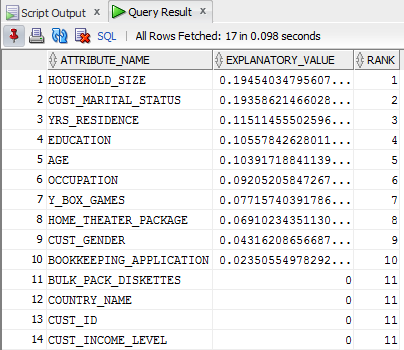 Script Output x Query Result x
SQL | All Rows Fetched: 17 in 0.098 seconds
ATTRIBUTE_NAME EXPLANATORY_VALUE RANK
1 HOUSEHOLD_SIZE 0.19454034795607... 1
2 CUST_MARITAL_STATUS 0.19358621466028... 2
3 YRS_RESIDENCE 0.11511455502596... 3
4 EDUCATION 0.10557842628011... 4
5 AGE 0.10391718841139... 5
6 OCCUPATION 0.09205205847267... 6
7 Y_BOX_GAMES 0.07715740391786... 7
8 HOME_THEATER_PACKAGE 0.06910234351130... 8
9 CUST_GENDER 0.04316208656687... 9
10 BOOKKEEPING_APPLICATION 0.02350554978292... 10
11 BULK_PACK_DISKETTES 0 11
12 COUNTRY_NAME 0 11
13 CUST_ID 0 11
14 CUST_INCOME_LEVEL 0 11